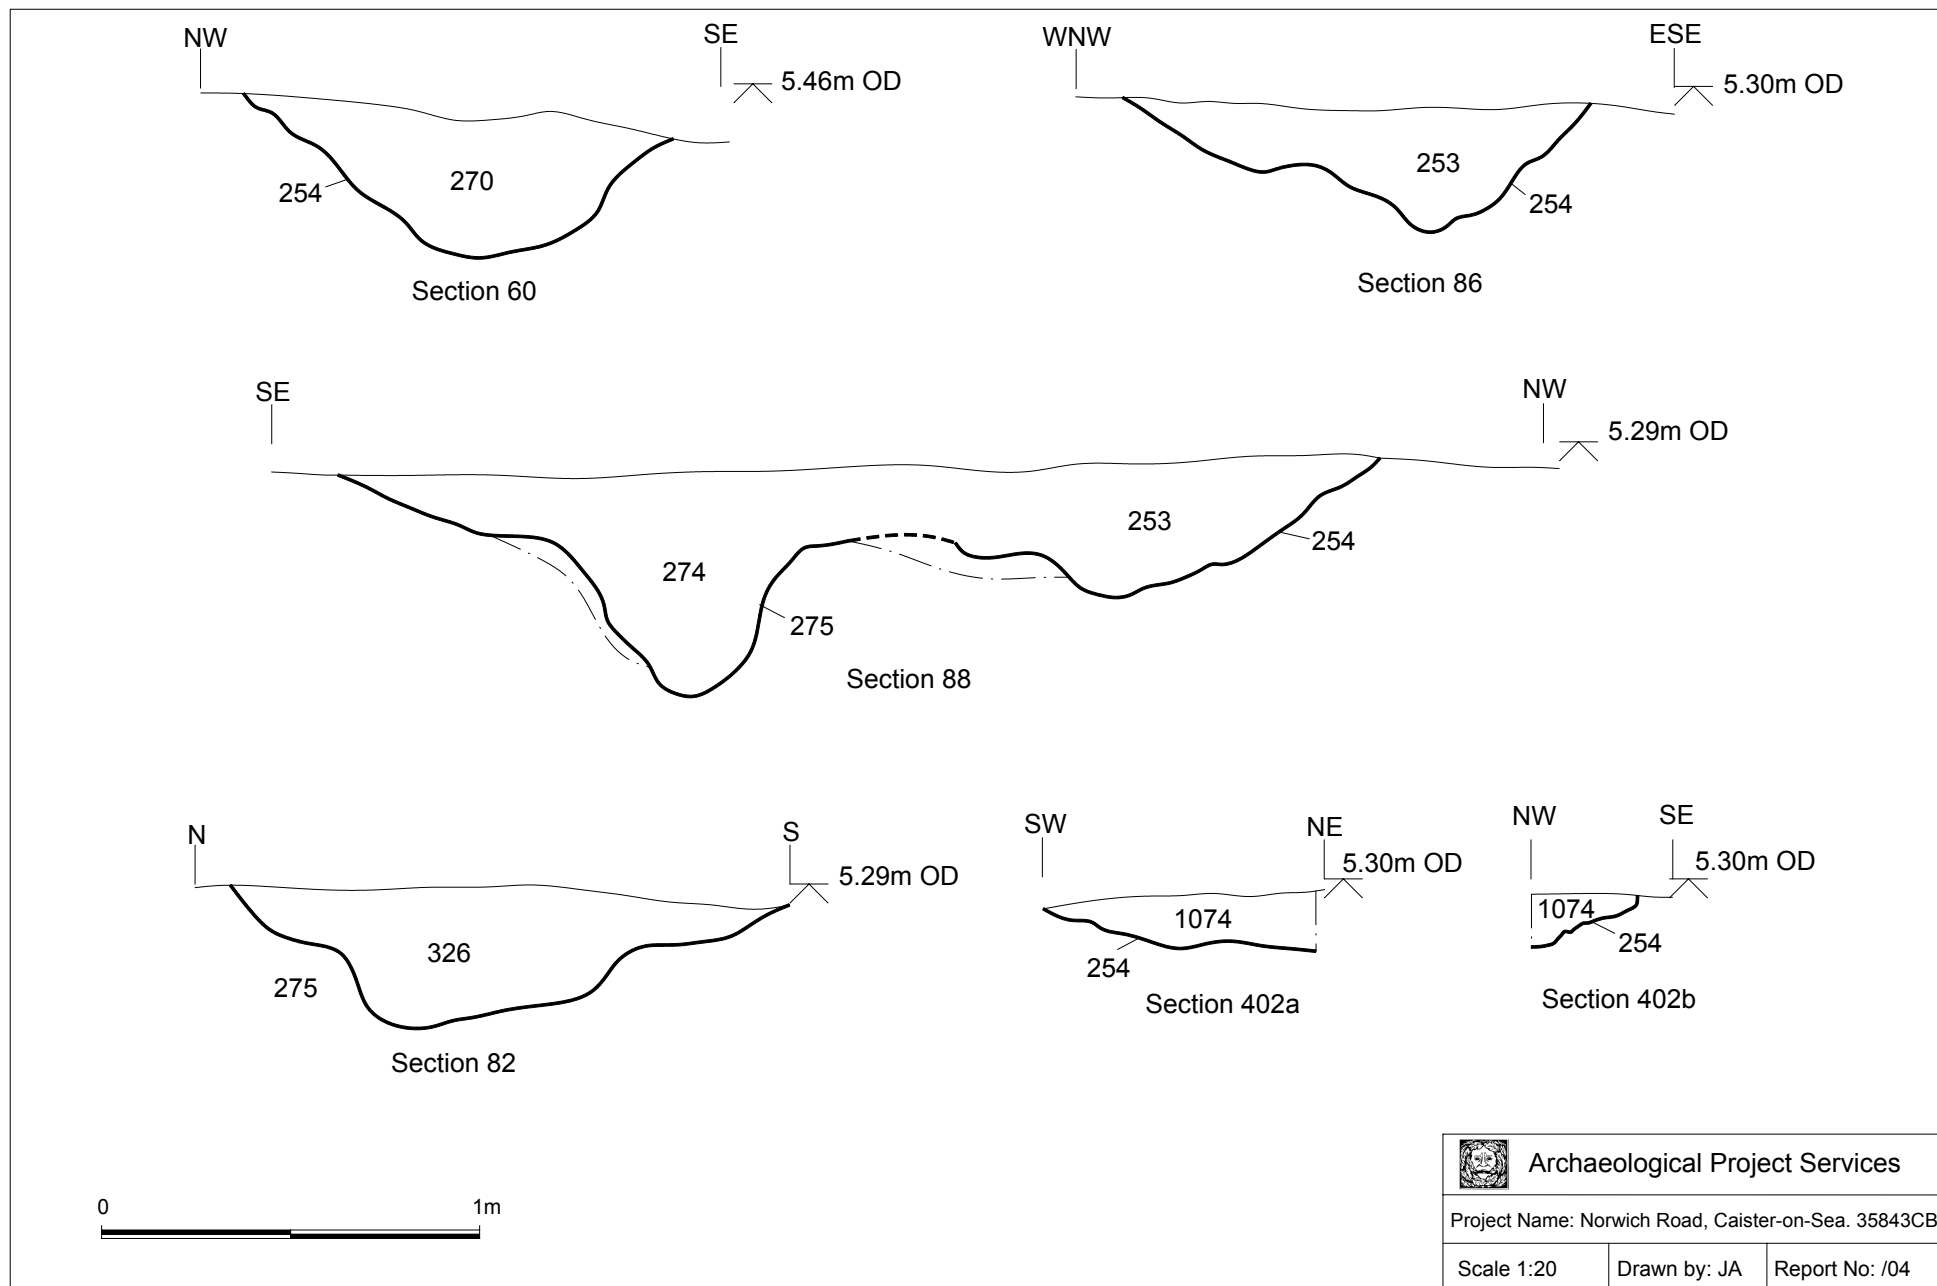 NW
SE
5.46m OD
270
254
Section 60
WNW
ESE
5.30m OD
253
254
Section 86
SE
NW
5.29m OD
253
254
274
275
Section 88
N
S
5.29m OD
326
275
Section 82
SW
NE
5.30m OD
1074
254
Section 402a
NW
SE
5.30m OD
1074
254
Section 402b
0 1m
Archaeological Project Services
Project Name: Norwich Road, Caister-on-Sea. 35843CB
Scale 1:20 Drawn by: JA Report No: /04